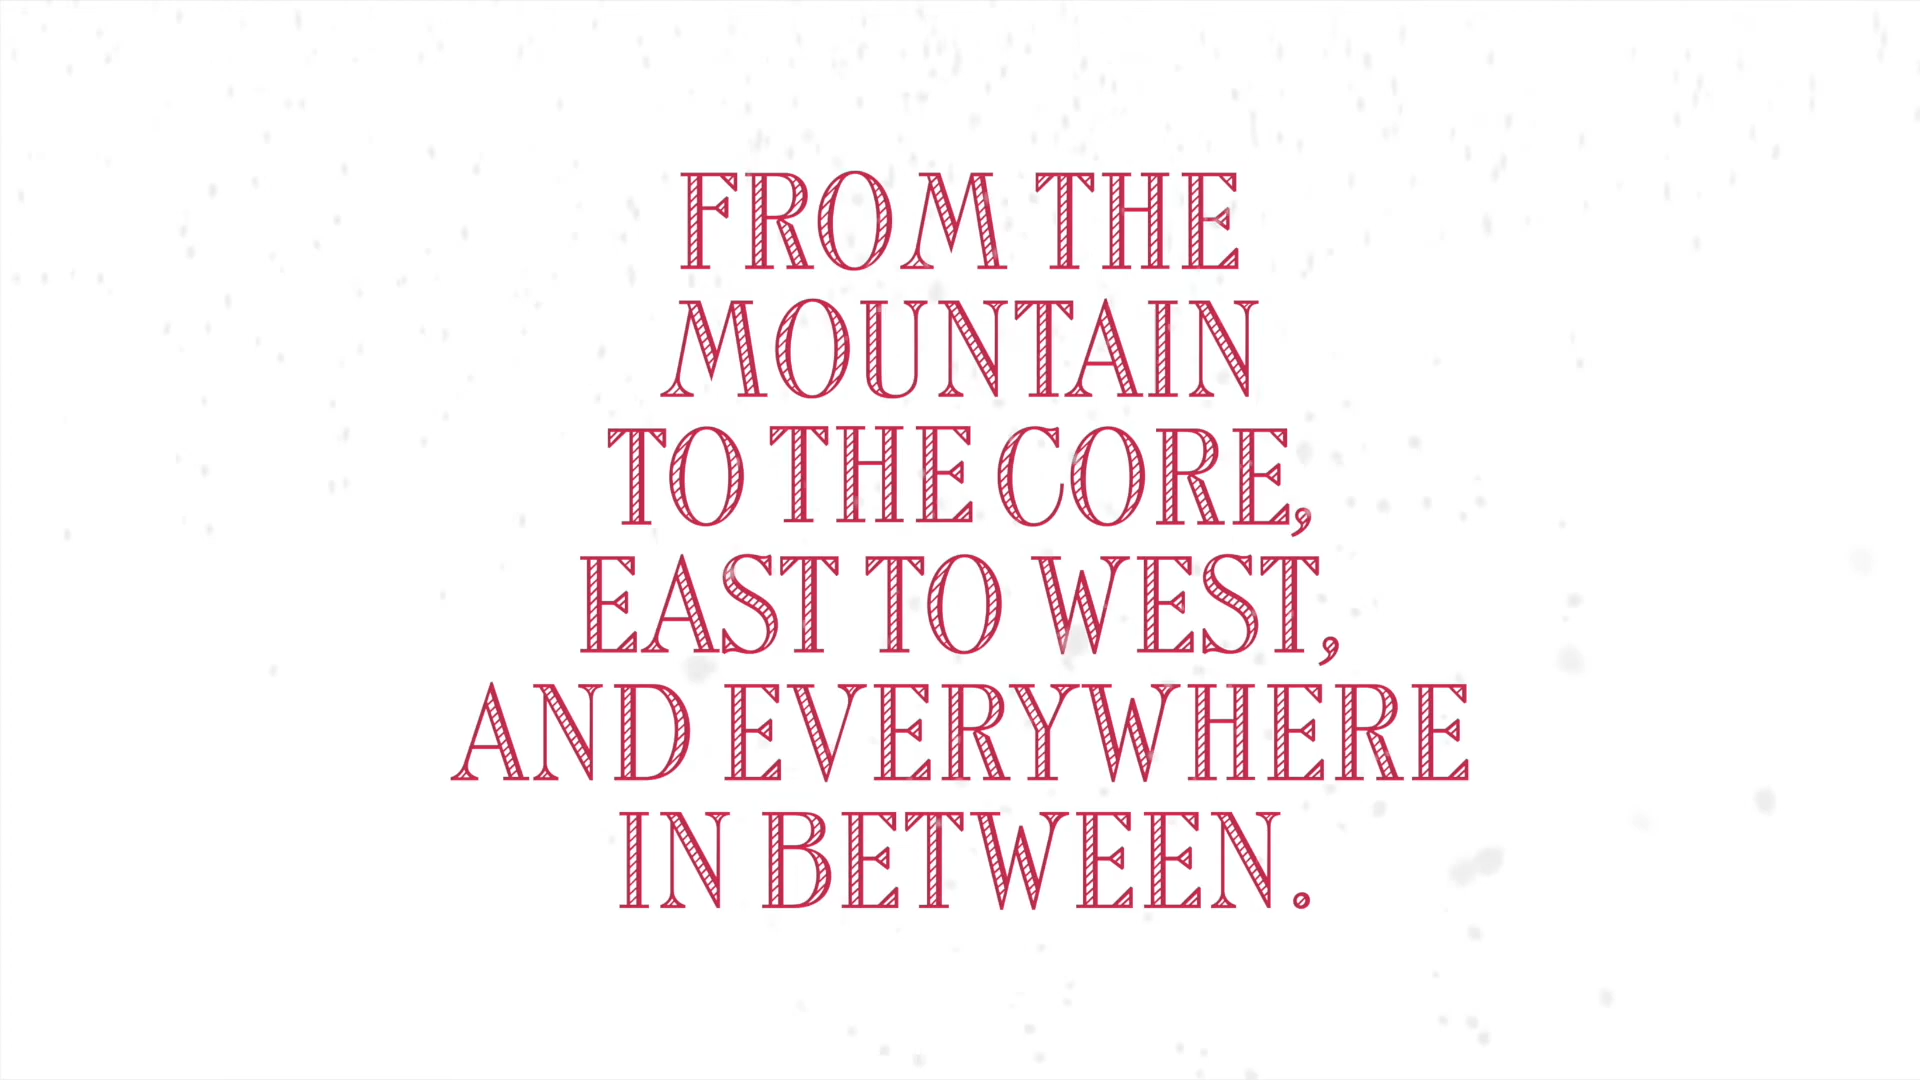 FROM THE
MOUNTAIN
TO THE CORE,
EAST TO WEST,
AND EVERYWHERE
IN BETWEEN.